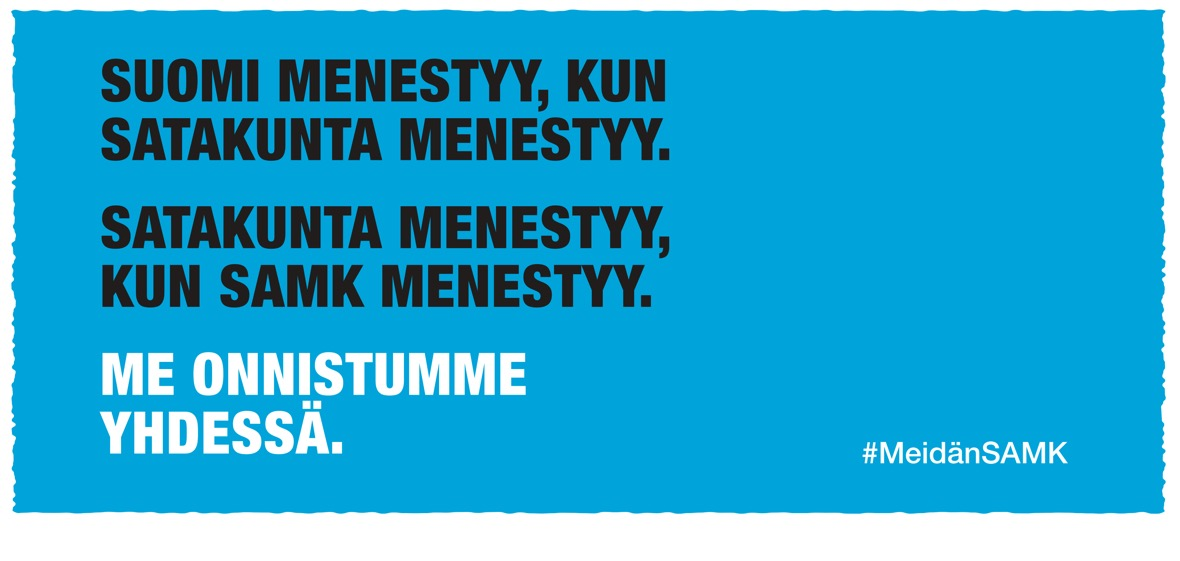 SUOMI MENESTYY, KUN
SATAKUNTA MENESTYY.
SATAKUNTA MENESTYY,
KUN SAMK MENESTYY.
ME ONNISTUMME
YHDESSÄ.
#MeidänSAMK